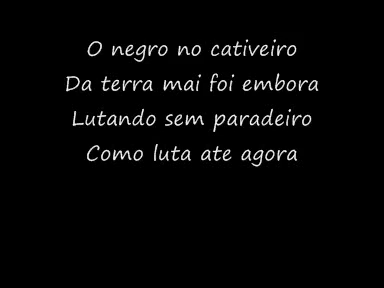 O negro no cativeiro
Da terra mai foi embora
Lutando sem paradeiro
Como luta ate agora